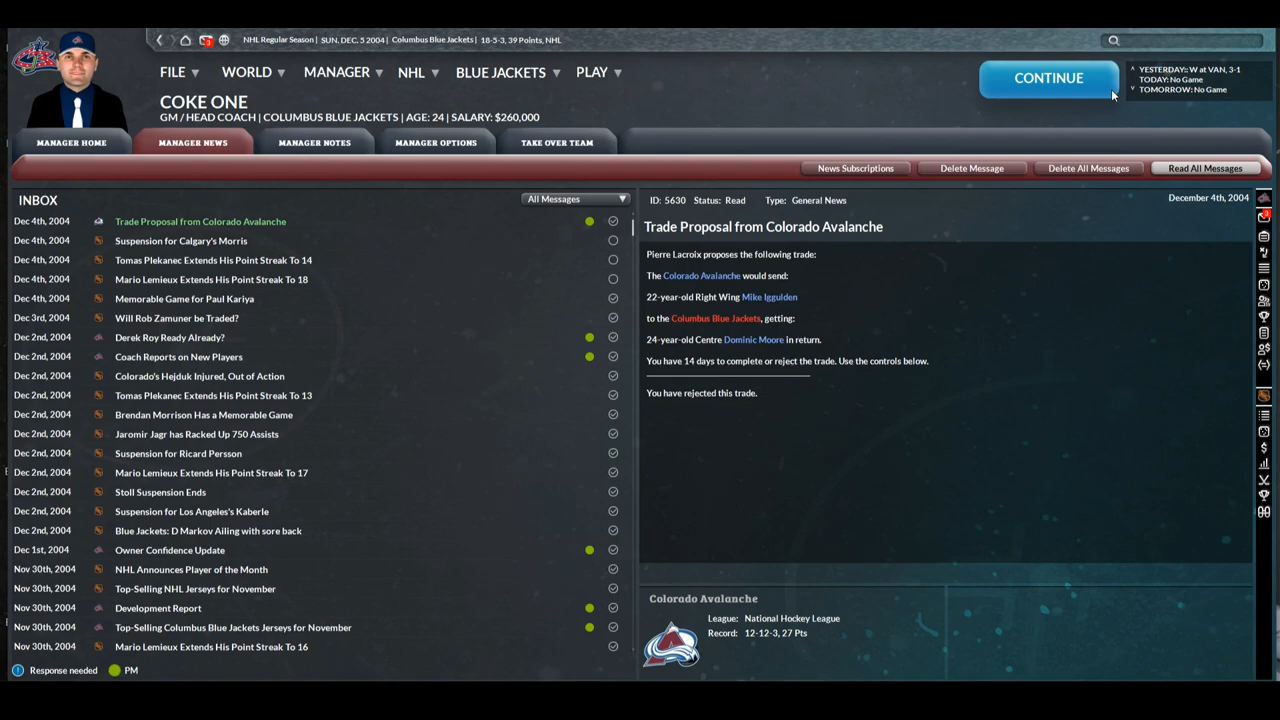 NHL Regular Season | SUN. DEC. 5 2004 | Columbus Blue Jackets | 18-5-3, 39 Points, NHL
3
FILE WORLD MANAGER NHL BLUE JACKETS PLAY
CONTINUE
YESTERDAY:: W at VAN, 3-1
TODAY: No Game
TOMORROW: No Game
COKE ONE
GM / HEAD COACH | COLUMBUS BLUE JACKETS | AGE: 24 | SALARY: $260,000
MANAGER HOME MANAGER NEWS MANAGER NOTES MANAGER OPTIONS TAKE OVER TEAM
News Subscriptions Delete Message Delete All Messages Read All Messages
INBOX All Messages
Dec 4th, 2004 Trade Proposal from Colorado Avalanche
Dec 4th, 2004 Suspension for Calgary's Morris
Dec 4th, 2004 Tomas Plekanec Extends His Point Streak To 14
Dec 4th, 2004 Mario Lemieux Extends His Point Streak To 18
Dec 4th, 2004 Memorable Game for Paul Kariya
Dec 3rd, 2004 Will Rob Zamuner be Traded?
Dec 2nd, 2004 Derek Roy Ready Already?
Dec 2nd, 2004 Coach Reports on New Players
Dec 2nd, 2004 Colorado's Hejduk Injured, Out of Action
Dec 2nd, 2004 Tomas Plekanec Extends His Point Streak To 13
Dec 2nd, 2004 Brendan Morrison Has a Memorable Game
Dec 2nd, 2004 Jaromir Jagr has Racked Up 750 Assists
Dec 2nd, 2004 Suspension for Ricard Persson
Dec 2nd, 2004 Mario Lemieux Extends His Point Streak To 17
Dec 2nd, 2004 Stoll Suspension Ends
Dec 2nd, 2004 Suspension for Los Angeles's Kaberle
Dec 2nd, 2004 Blue Jackets: D Markov Ailing with sore back
Dec 1st, 2004 Owner Confidence Update
Nov 30th, 2004 NHL Announces Player of the Month
Nov 30th, 2004 Top-Selling NHL Jerseys for November
Nov 30th, 2004 Development Report
Nov 30th, 2004 Top-Selling Columbus Blue Jackets Jerseys for November
Nov 30th, 2004 Mario Lemieux Extends His Point Streak To 16
Response needed PM
ID: 5630 Status: Read Type: General News December 4th, 2004
Trade Proposal from Colorado Avalanche
Pierre Lacroix proposes the following trade:
The Colorado Avalanche would send:
22-year-old Right Wing Mike Iggulden
to the Columbus Blue Jackets, getting:
24-year-old Centre Dominic Moore in return.
You have 14 days to complete or reject the trade. Use the controls below.
You have rejected this trade.
Colorado Avalanche
League: National Hockey League
Record: 12-12-3, 27 Pts
3